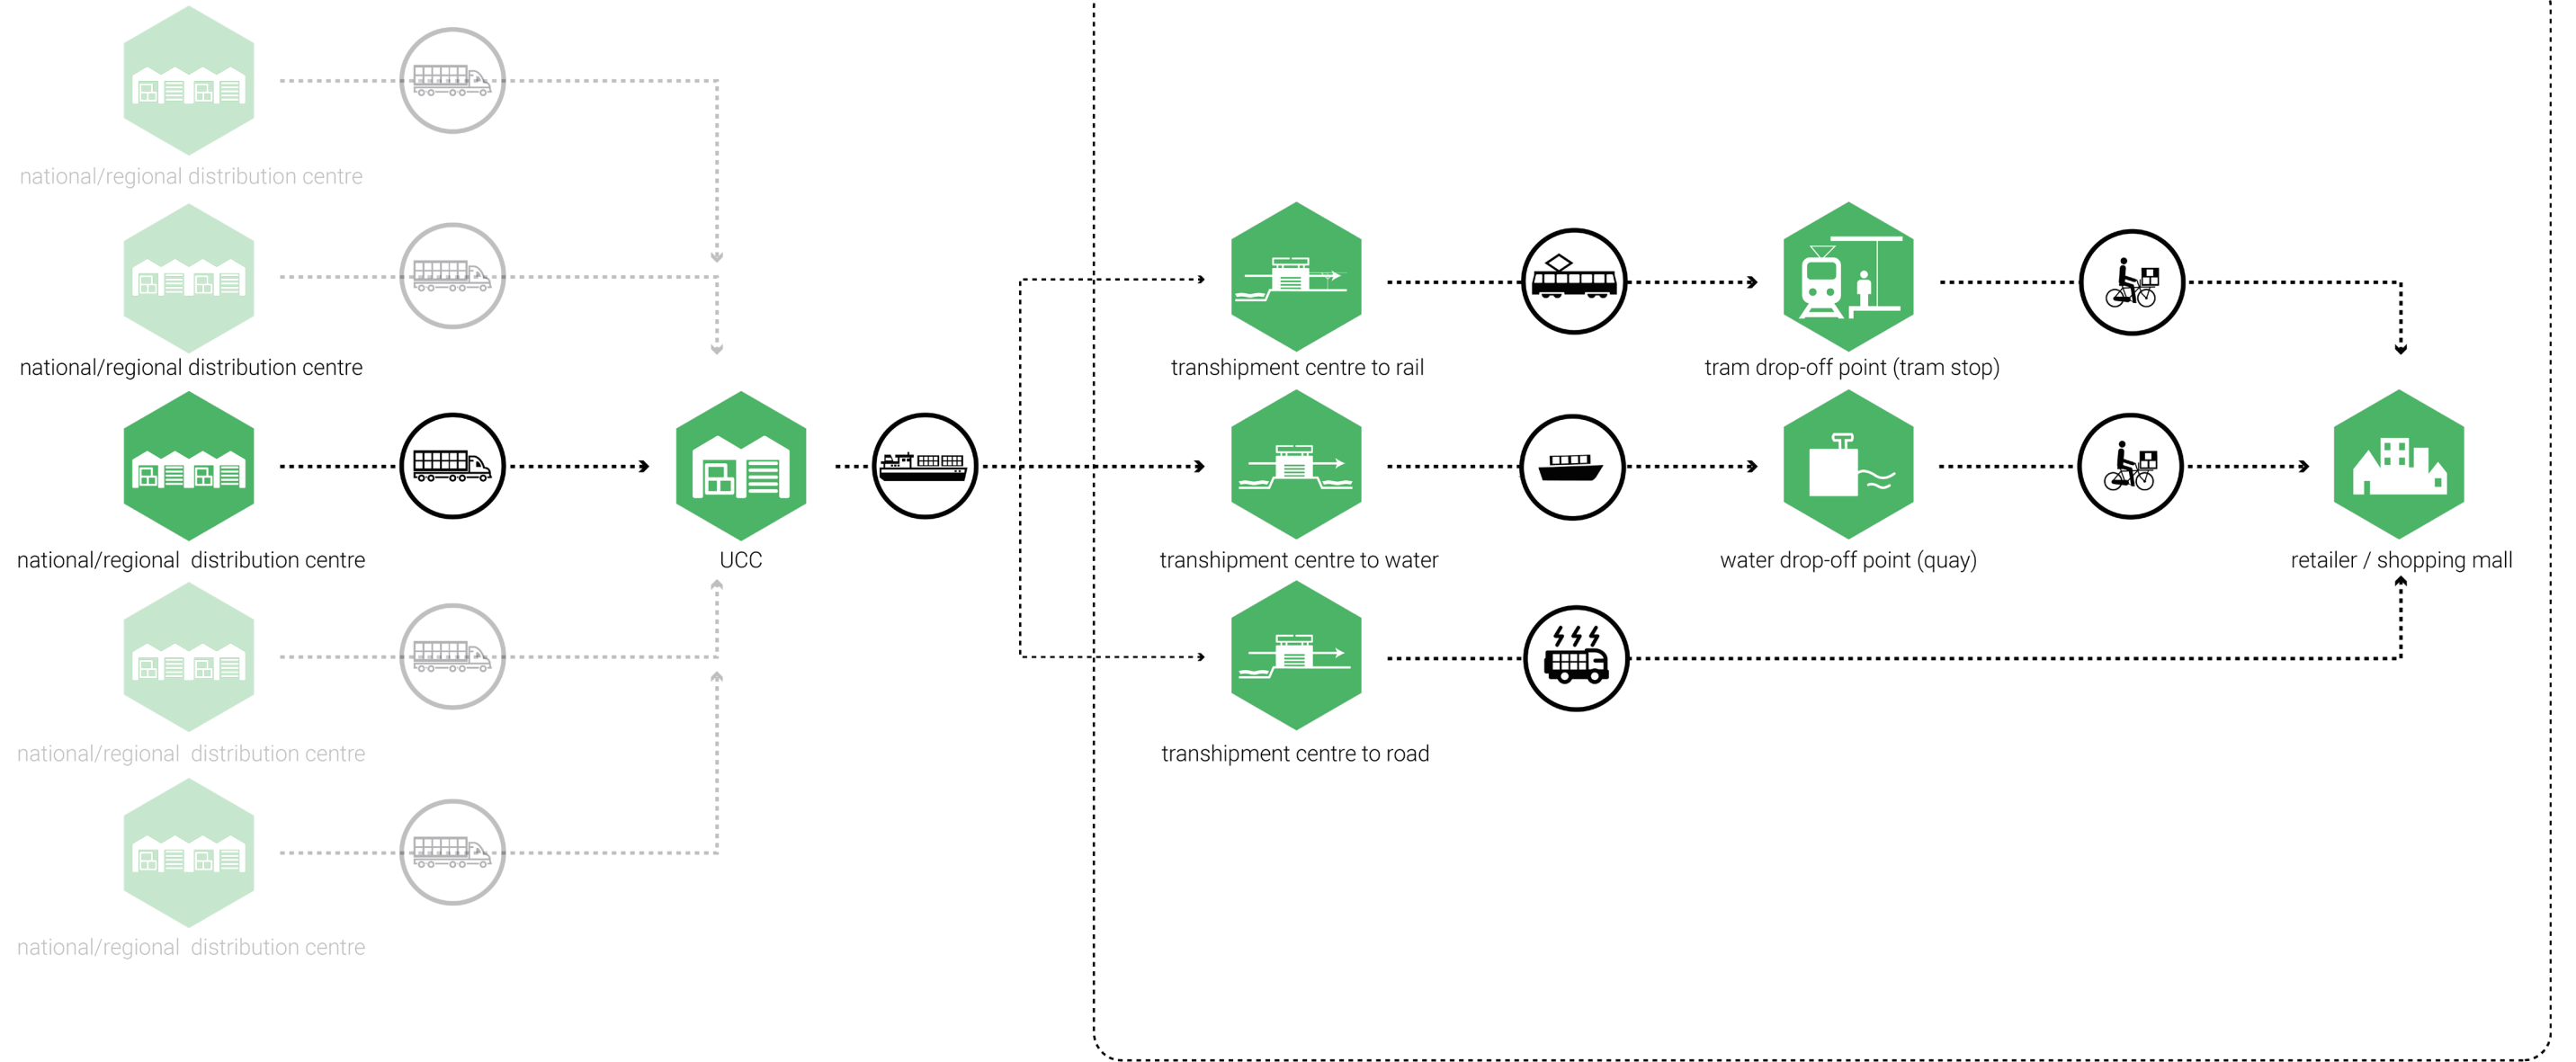 national/regional distribution centre
national/regional distribution centre
transhipment centre to rail
tram drop-off point (tram stop)
national/regional distribution centre
UCC
transhipment centre to water
water drop-off point (quay)
retailer / shopping mall
national/regional distribution centre
transhipment centre to road
national/regional distribution centre